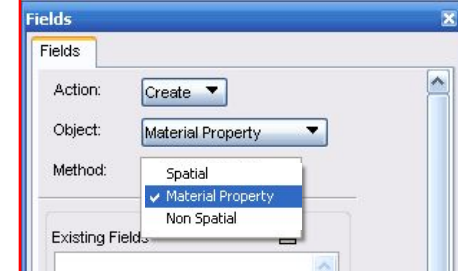 Fields
Fields
Action: Create
Object: Material Property
Method:
Spatial
Material Property
Non Spatial
Existing Fields